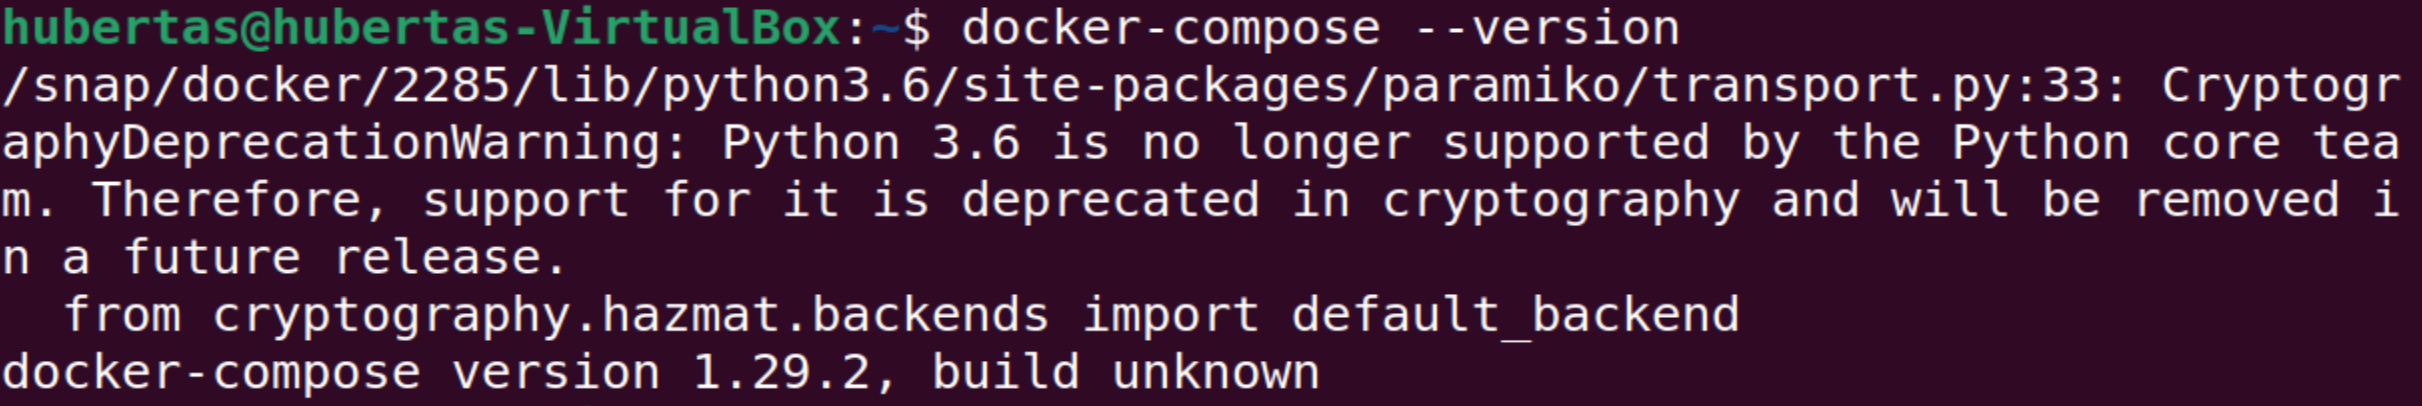 hubertas@hubertas-VirtualBox:~$ docker-compose --version
/snap/docker/2285/lib/python3.6/site-packages/paramiko/transport.py:33: Cryptogr
aphyDeprecationWarning: Python 3.6 is no longer supported by the Python core tea
m. Therefore, support for it is deprecated in cryptography and will be removed i
n a future release.
  from cryptography.hazmat.backends import default_backend
docker-compose version 1.29.2, build unknown